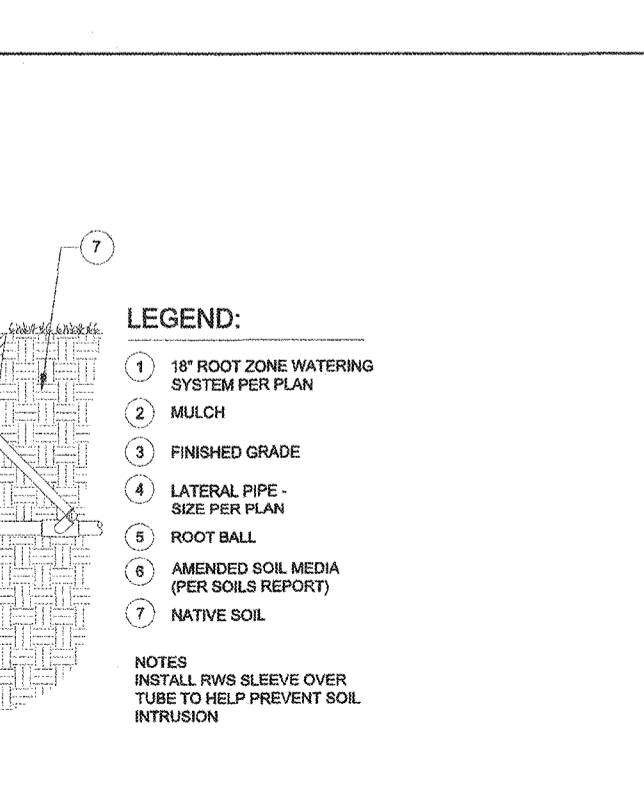 7
LEGEND:
1 18" ROOT ZONE WATERING
SYSTEM PER PLAN
2 MULCH
3 FINISHED GRADE
4 LATERAL PIPE -
SIZE PER PLAN
5 ROOT BALL
6 AMENDED SOIL MEDIA
(PER SOILS REPORT)
7 NATIVE SOIL
NOTES
INSTALL RWS SLEEVE OVER
TUBE TO HELP PREVENT SOIL
INTRUSION